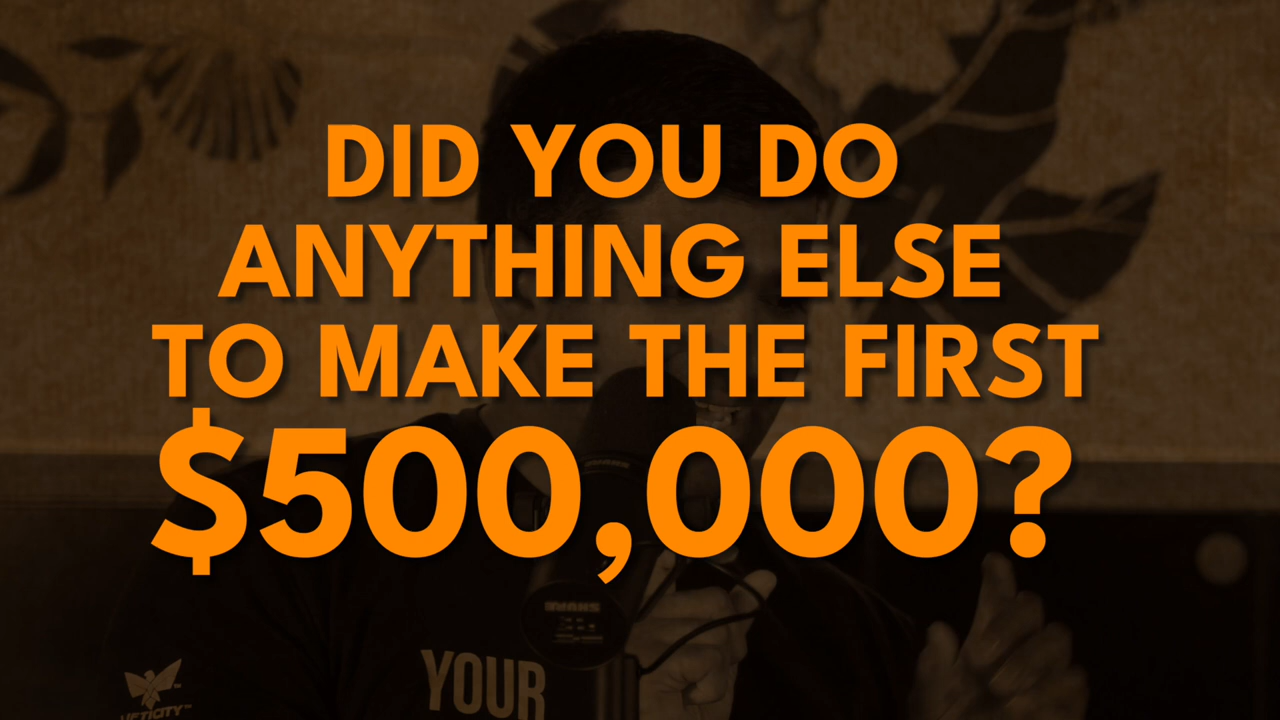 DID YOU DO
ANYTHING ELSE
TO MAKE THE FIRST
$500,000?
YOUR